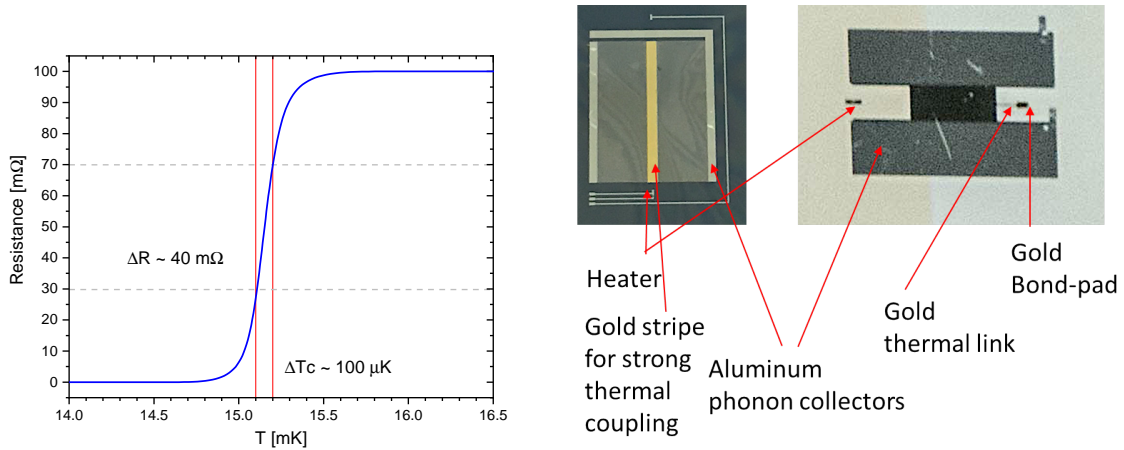 Resistance [mΩ]
100
90
80
70
60
50
40
30
20
10
0
ΔR ~ 40 mΩ
ΔTc ~ 100 µK
14.0
14.5
15.0
15.5
16.0
16.5
T [mK]
Heater
Gold stripe
for strong
thermal
coupling
Aluminum
phonon collectors
Gold
thermal link
Gold
Bond-pad